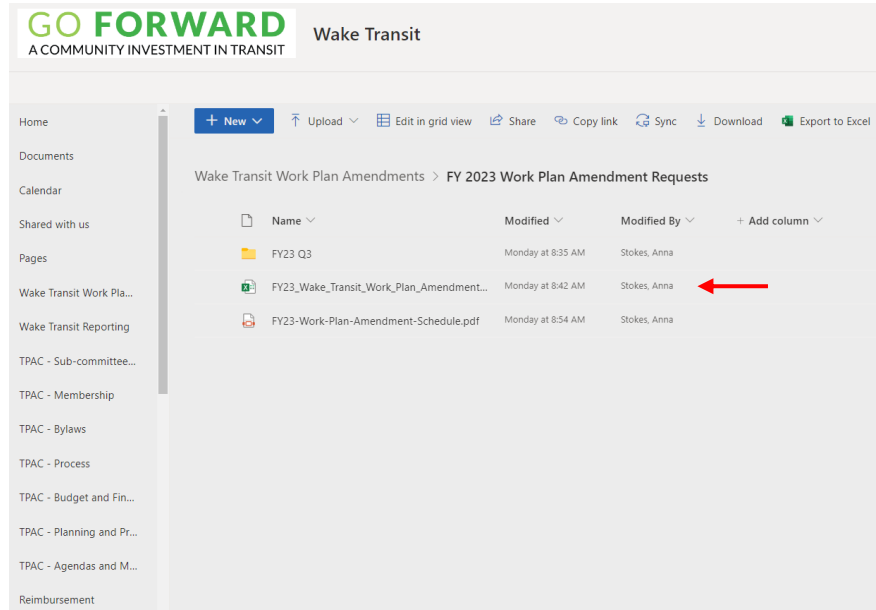 GO FORWARD
A COMMUNITY INVESTMENT IN TRANSIT
Wake Transit
Home
Documents
Calendar
Shared with us
Pages
Wake Transit Work Pla...
Wake Transit Reporting
TPAC - Sub-committee...
TPAC - Membership
TPAC - Bylaws
TPAC - Process
TPAC - Budget and Fin...
TPAC - Planning and Pr...
TPAC - Agendas and M...
Reimbursement
+ New Upload Edit in grid view Share Copy link Sync Download Export to Excel
Wake Transit Work Plan Amendments > FY 2023 Work Plan Amendment Requests
Name Modified Modified By + Add column
FY23 Q3 Monday at 8:35 AM Stokes, Anna
FY23_Wake_Transit_Work_Plan_Amendment... Monday at 8:42 AM Stokes, Anna
FY23-Work-Plan-Amendment-Schedule.pdf Monday at 8:54 AM Stokes, Anna